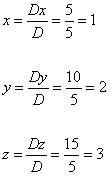 x = Dx/D = 5/5 = 1
y = Dy/D = 10/5 = 2
z = Dz/D = 15/5 = 3